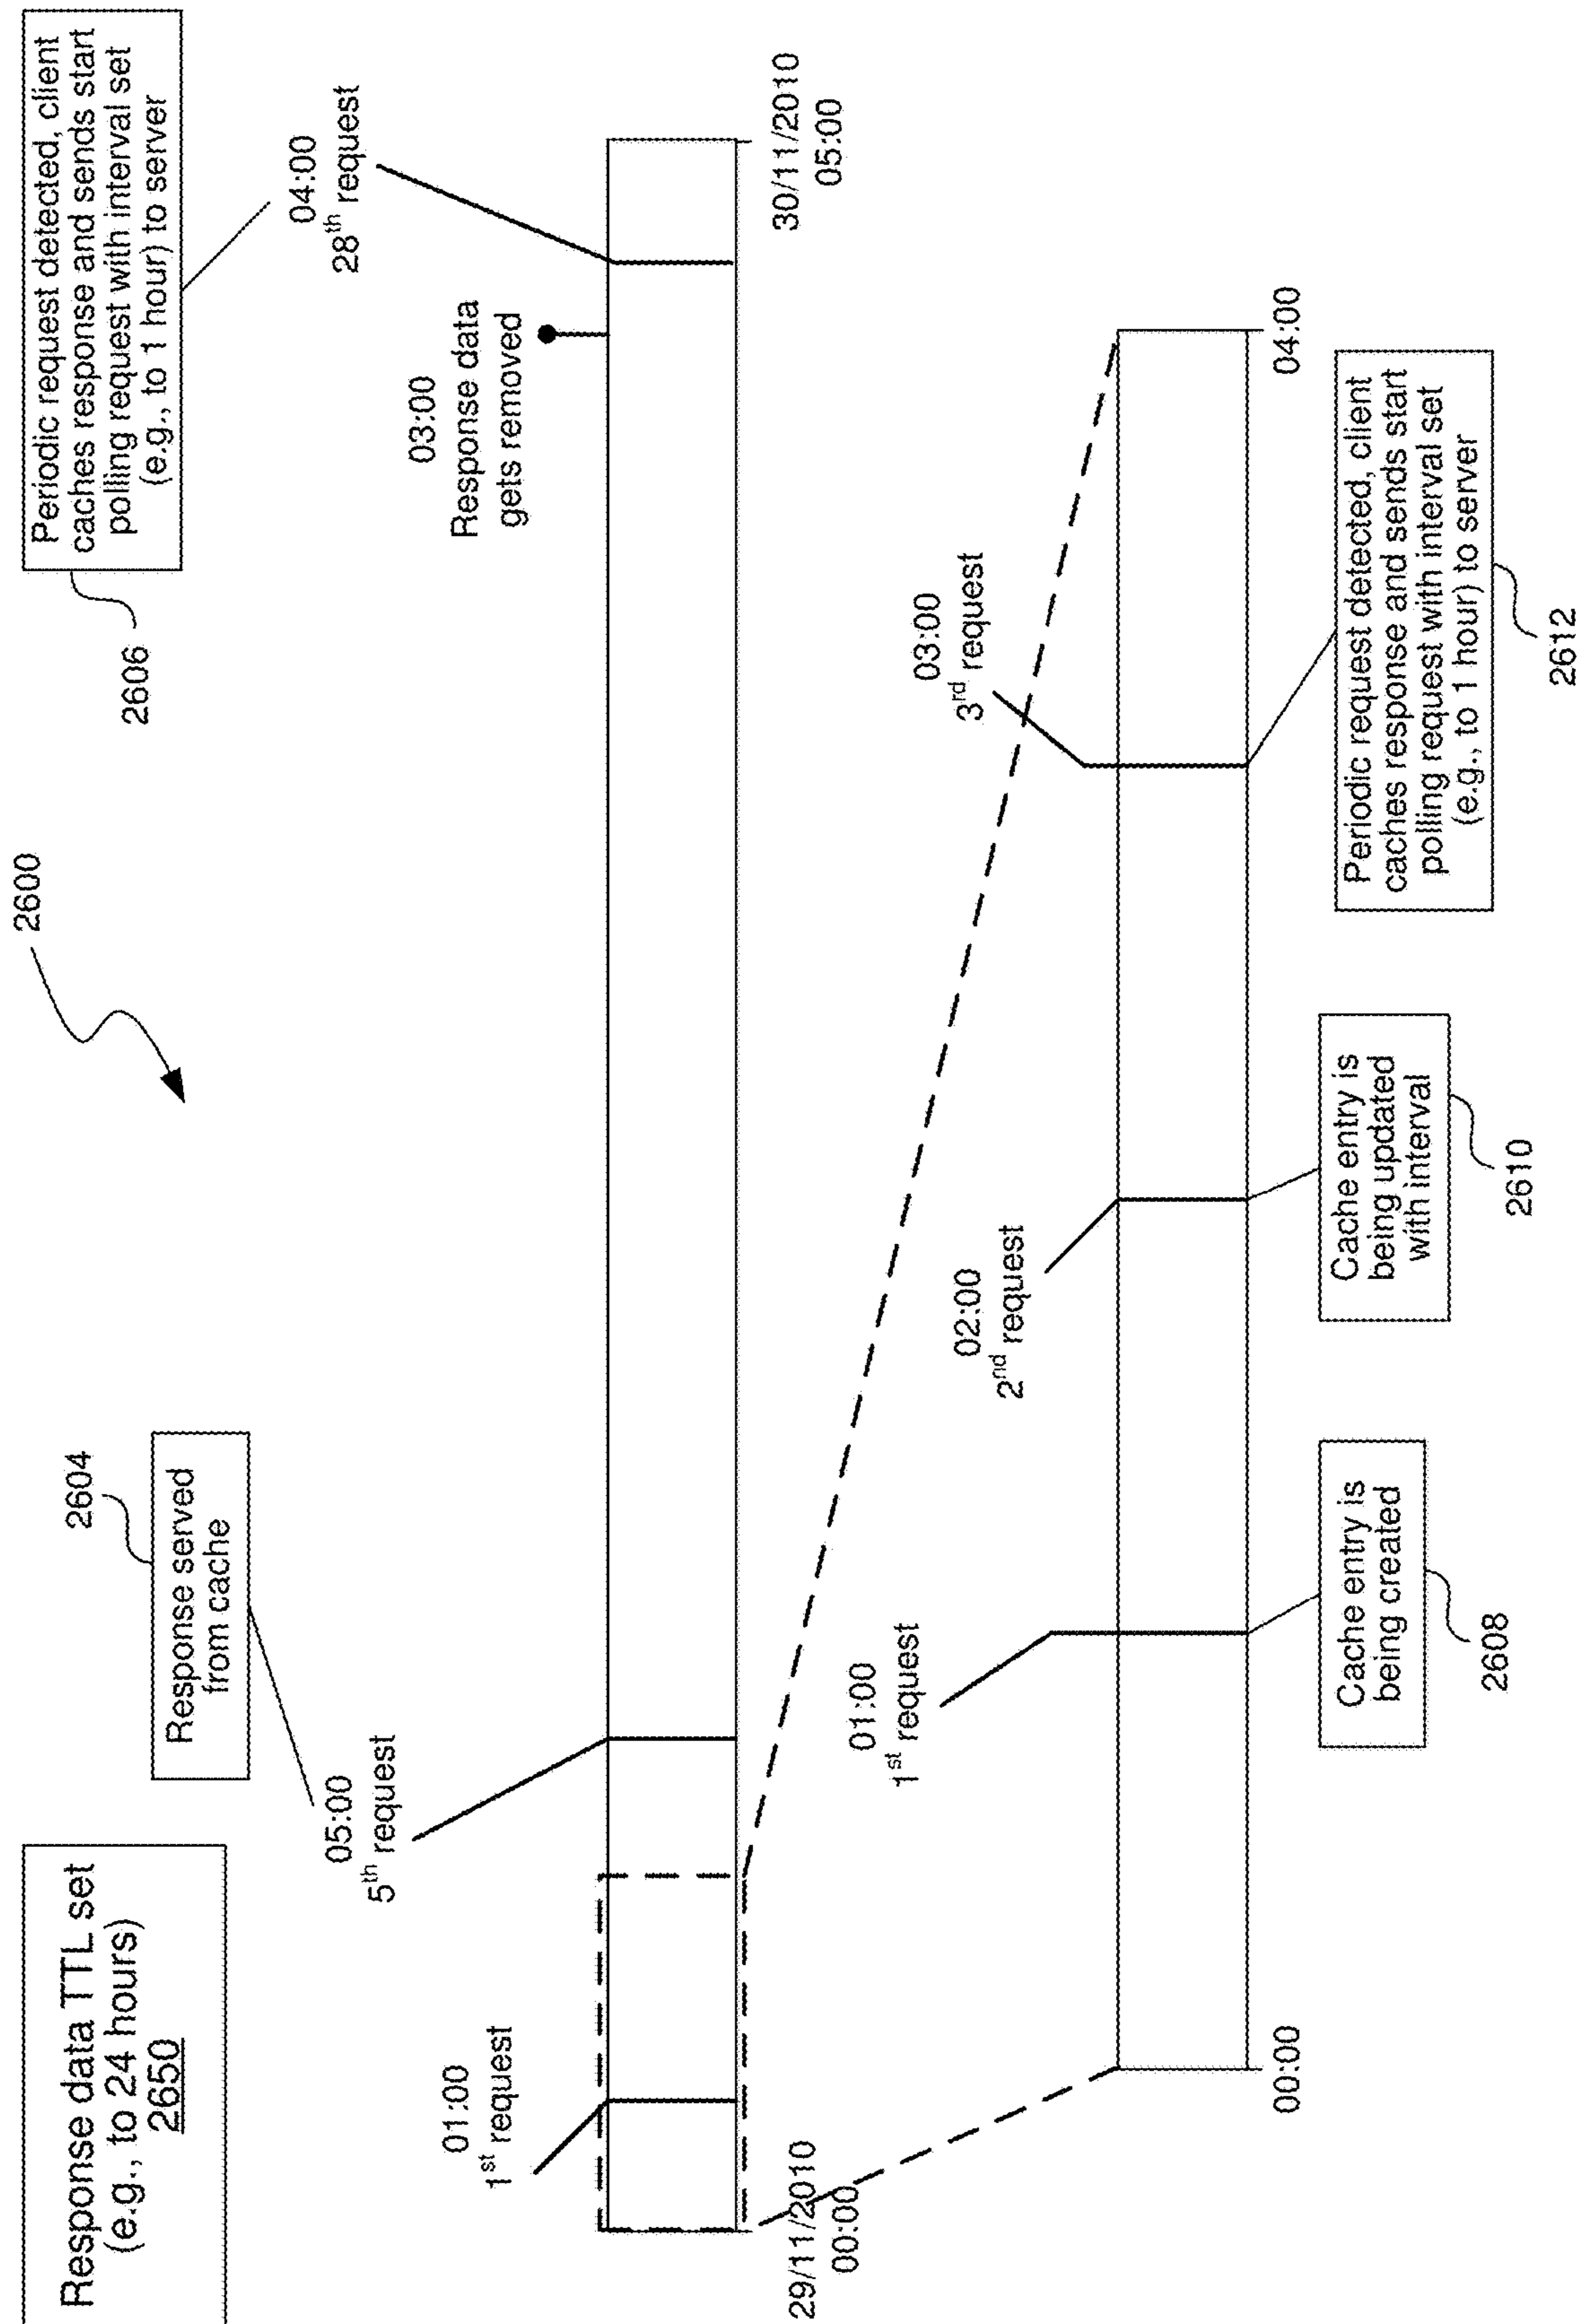 2600
Response data TTL set
(e.g., to 24 hours)
2650
2604
Response served
from cache
Periodic request detected, client
caches response and sends start
polling request with interval set
(e.g., to 1 hour) to server
2606
01:00
1st request
05:00
5th request
03:00
Response data
gets removed
04:00
28th request
29/11/2010
00:00
30/11/2010
05:00
01:00
1st request
02:00
2nd request
03:00
3rd request
00:00
04:00
Cache entry is
being created
2608
Cache entry is
being updated
with interval
2610
Periodic request detected, client
caches response and sends start
polling request with interval set
(e.g., to 1 hour) to server
2612